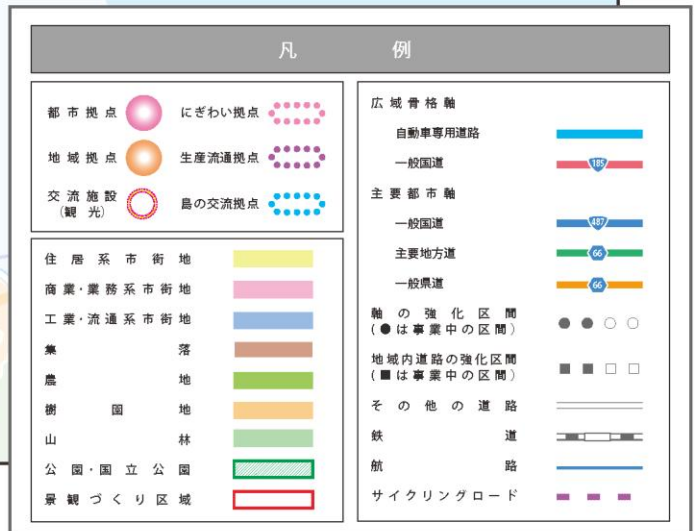 凡例
都市拠点
にぎわい拠点
地域拠点
生産流通拠点
交流施設
(観光)
島の交流拠点
住居系市街地
商業・業務系市街地
工業・流通系市街地
集落
農地
樹園地
山林
公園・国立公園
景観づくり区域
広域骨格軸
自動車専用道路
一般国道 185
主要都市軸
一般国道 487
主要地方道 66
一般県道 66
軸の強化区間
(●は事業中の区間)
地域内道路の強化区間
(■は事業中の区間)
その他の道路
鉄道
航路
サイクリングロード